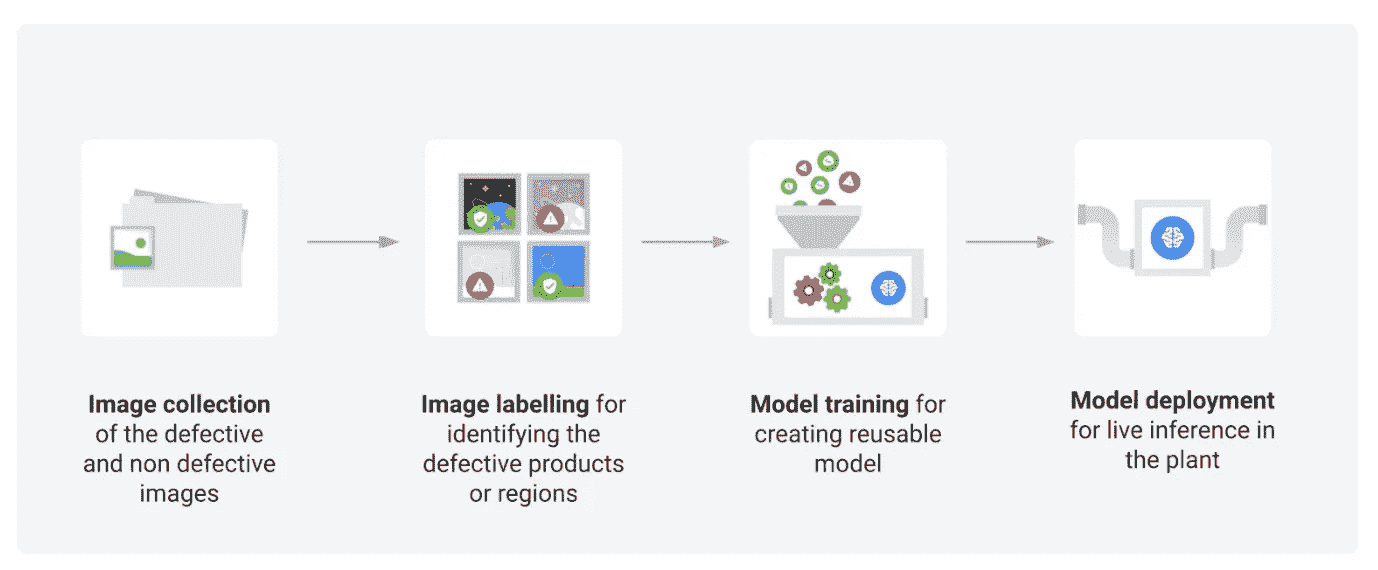 Image collection
of the defective
and non defective
images
Image labelling for
identifying the
defective products
or regions
Model training for
creating reusable
model
Model deployment
for live inference in
the plant